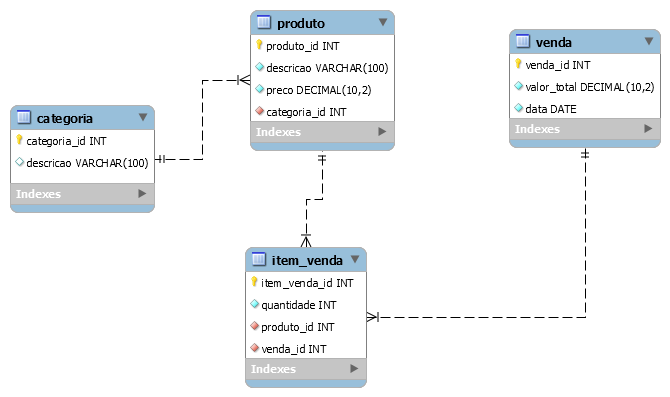 produto
produto_id INT
descricao VARCHAR(100)
preco DECIMAL(10,2)
categoria_id INT
Indexes
venda
venda_id INT
valor_total DECIMAL(10,2)
data DATE
Indexes
categoria
categoria_id INT
descricao VARCHAR(100)
Indexes
item_venda
item_venda_id INT
quantidade INT
produto_id INT
venda_id INT
Indexes